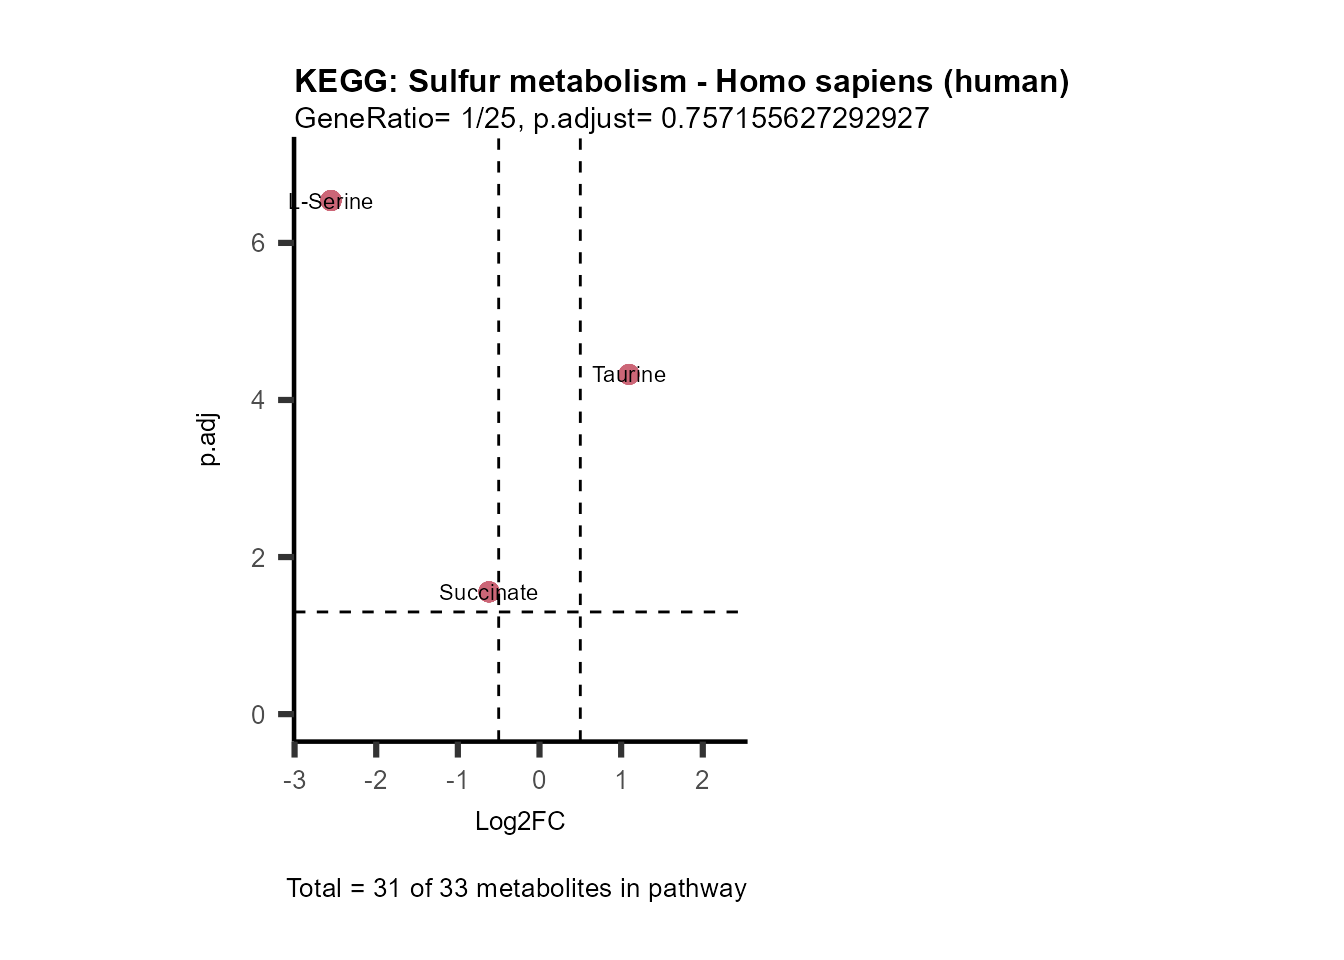 KEGG: Sulfur metabolism - Homo sapiens (human)
GeneRatio= 1/25, p.adjust= 0.757155627292927
L-Serine
6
Taurine
4
p.adj
2
Succinate
0
-3 -2 -1 0 1 2
Log2FC
Total = 31 of 33 metabolites in pathway